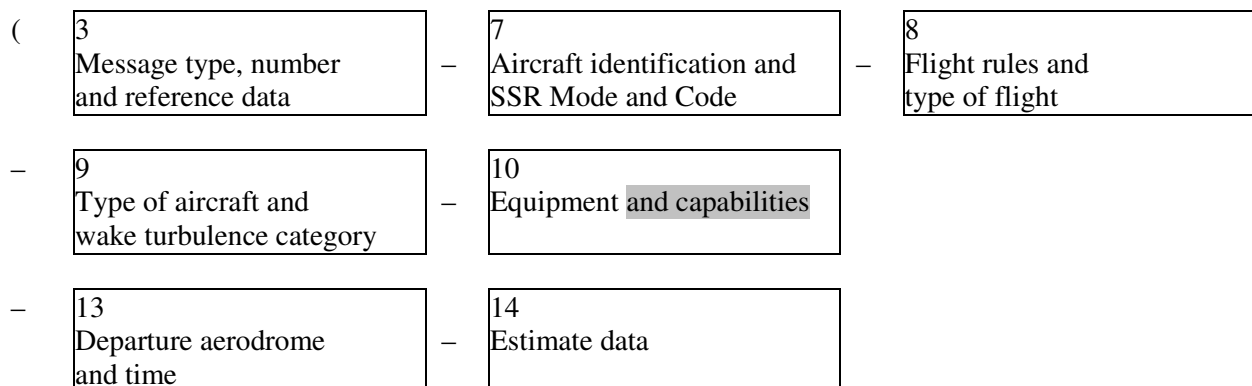 ( 3 7 8
Message type, number – Aircraft identification and – Flight rules and
and reference data SSR Mode and Code type of flight
– 9 10
Type of aircraft and – Equipment and capabilities
wake turbulence category
– 13 14
Departure aerodrome – Estimate data
and time